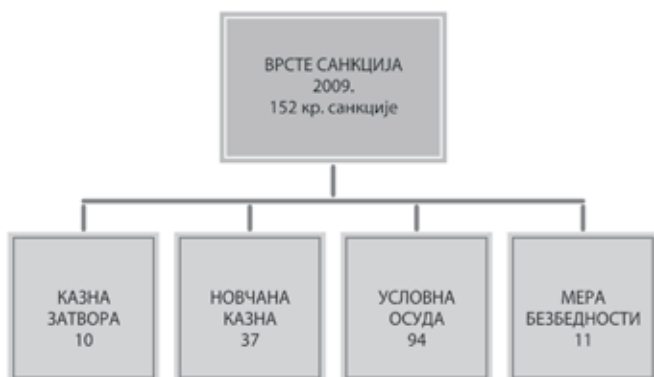 ВРСТЕ САНКЦИЈА
2009.
152 кр. санкције
КАЗНА
ЗАТВОРА
10
НОВЧАНА
КАЗНА
37
УСЛОВНА
ОСУДА
94
МЕРА
БЕЗБЕДНОСТИ
11